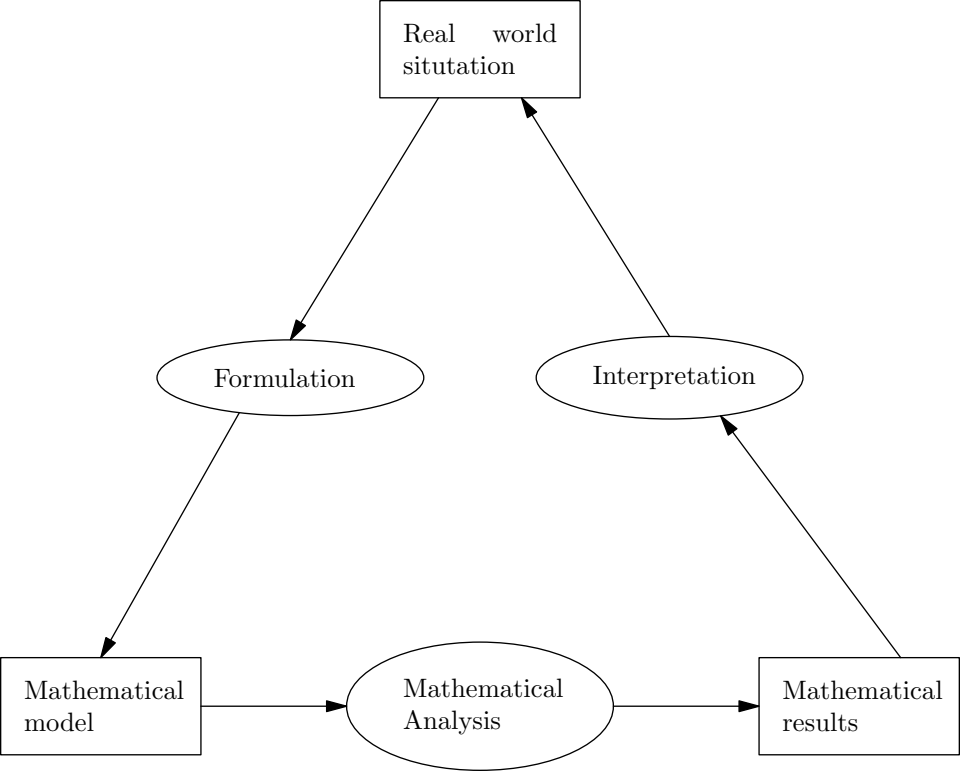 Real world
situtation
Formulation
Interpretation
Mathematical
model
Mathematical
Analysis
Mathematical
results